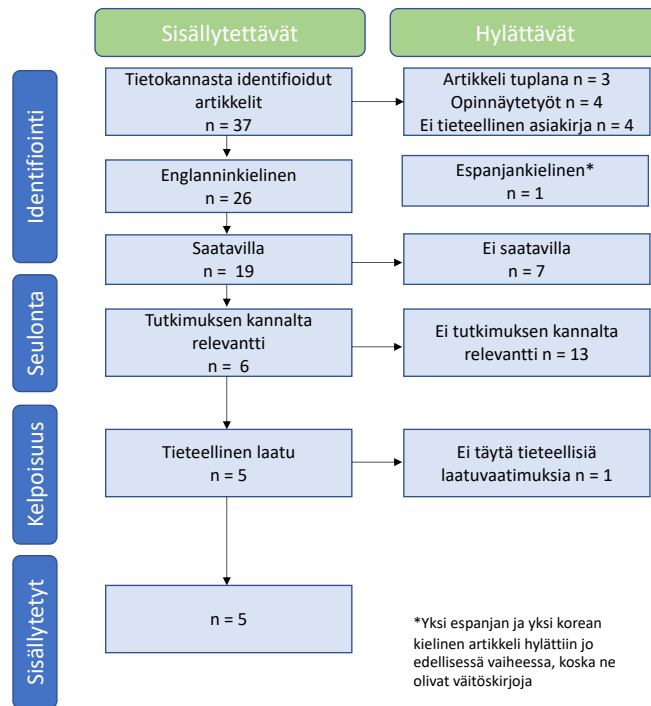 Sisällytettävät
Hylättävät
Identifiointi
Tietokannasta identifioidut
artikkelit
n = 37
Artikkeli tuplana n = 3
Opinnäytetyöt n = 4
Ei tieteellinen asiakirja n = 4
Englanninkielinen
n = 26
Espanjankielinen*
n = 1
Saatavilla
n = 19
Ei saatavilla
n = 7
Seulonta
Tutkimuksen kannalta
relevantti
n = 6
Ei tutkimuksen kannalta
relevantti n = 13
Kelpoisuus
Tieteellinen laatu
n = 5
Ei täytä tieteellisiä
laatuvaatimuksia n = 1
Sisällytetyt
n = 5
*Yksi espanjan ja yksi korean
kielinen artikkeli hylättiin jo
edellisessä vaiheessa, koska ne
olivat väitöskirjoja